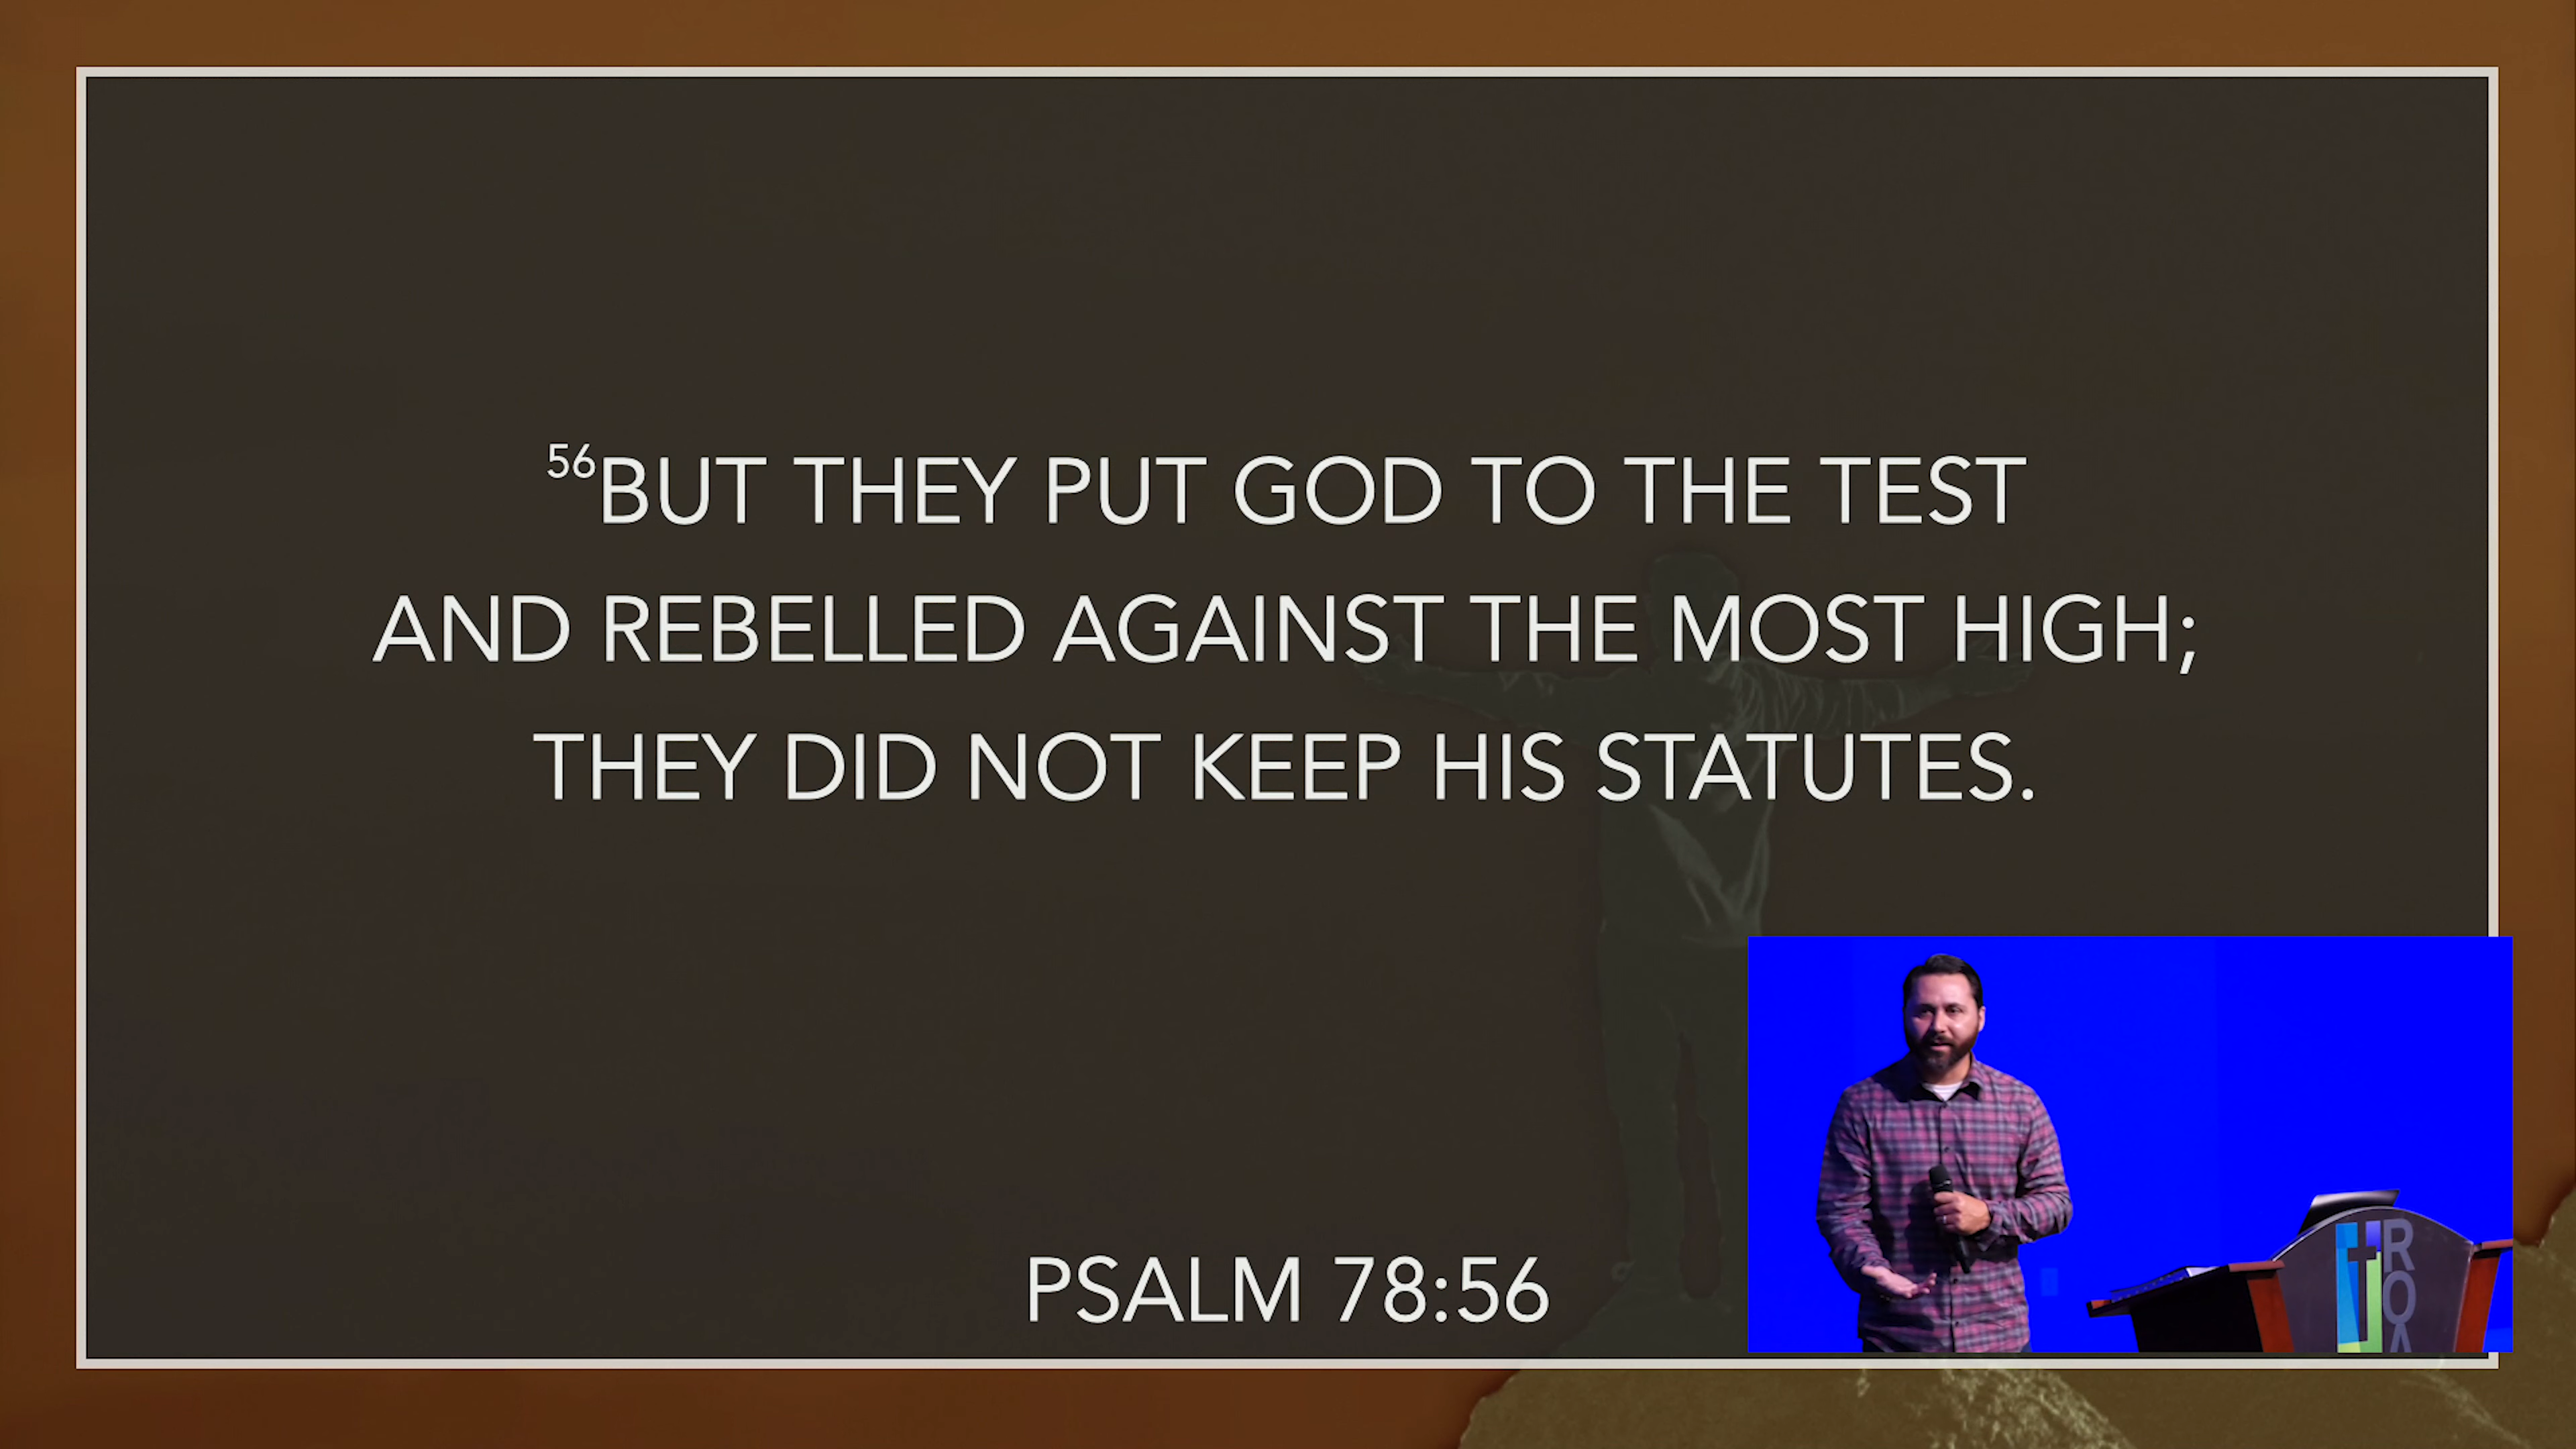 ⁵⁶BUT THEY PUT GOD TO THE TEST
AND REBELLED AGAINST THE MOST HIGH;
THEY DID NOT KEEP HIS STATUTES.
PSALM 78:56